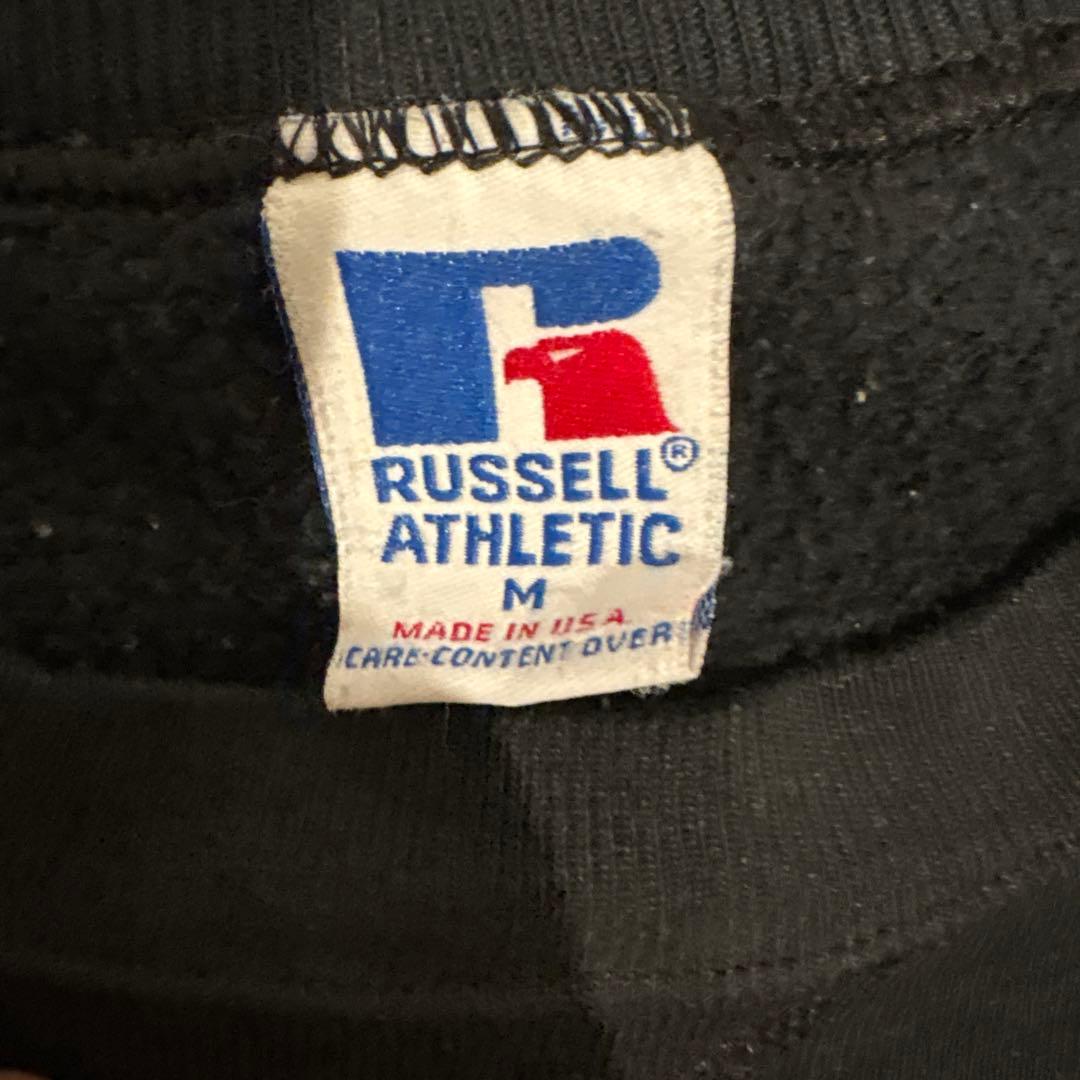 RUSSELL®
ATHLETIC
M
MADE IN USA
CARE·CONTENT OVER